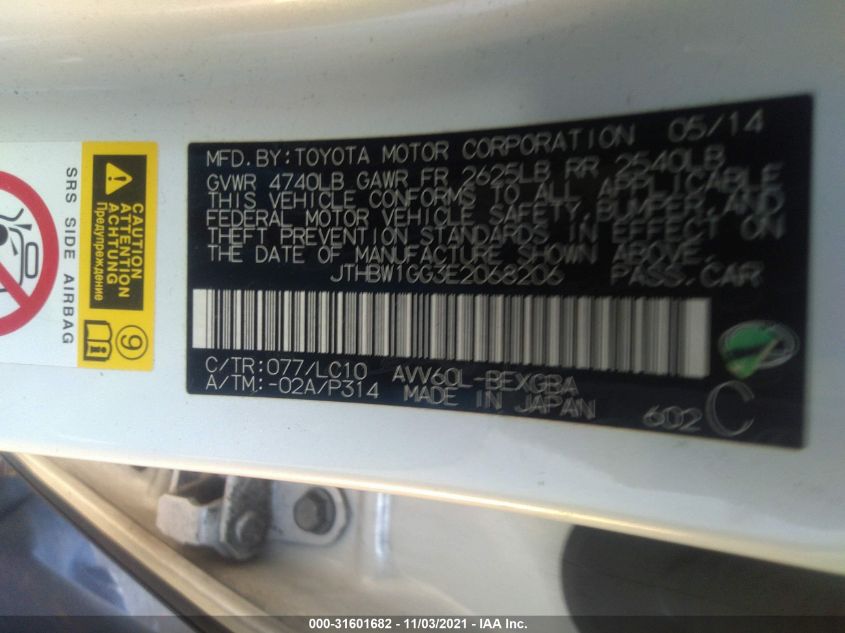 MFD. BY: TOYOTA MOTOR CORPORATION 05/14
GVWR 4740LB GAWR FR 2625LB RR 2540LB
THIS VEHICLE CONFORMS TO ALL APPLICABLE
FEDERAL MOTOR VEHICLE SAFETY, BUMPER, AND
THEFT PREVENTION STANDARDS IN EFFECT ON
THE DATE OF MANUFACTURE SHOWN ABOVE.
JTHBW1GG3E2068206 PASS.CAR
C/TR:077/LC10 AVV60L-BEXGBA
A/TM:-02A/P314 MADE IN JAPAN
602 C
SRS SIDE AIRBAG
CAUTION
ATTENTION
ACHTUNG
Предупреждение
9
000-31601682 - 11/03/2021 - IAA Inc.